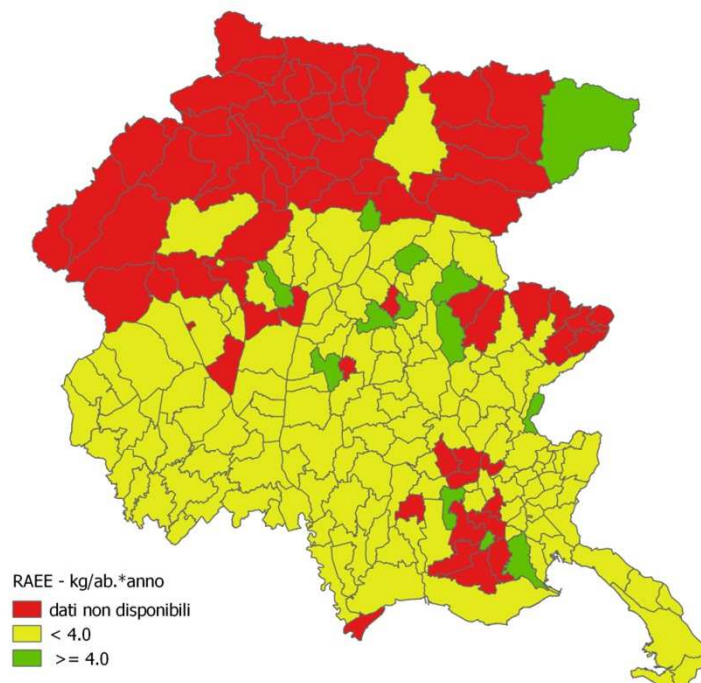 RAEE - kg/ab.*anno
dati non disponibili
< 4.0
>= 4.0